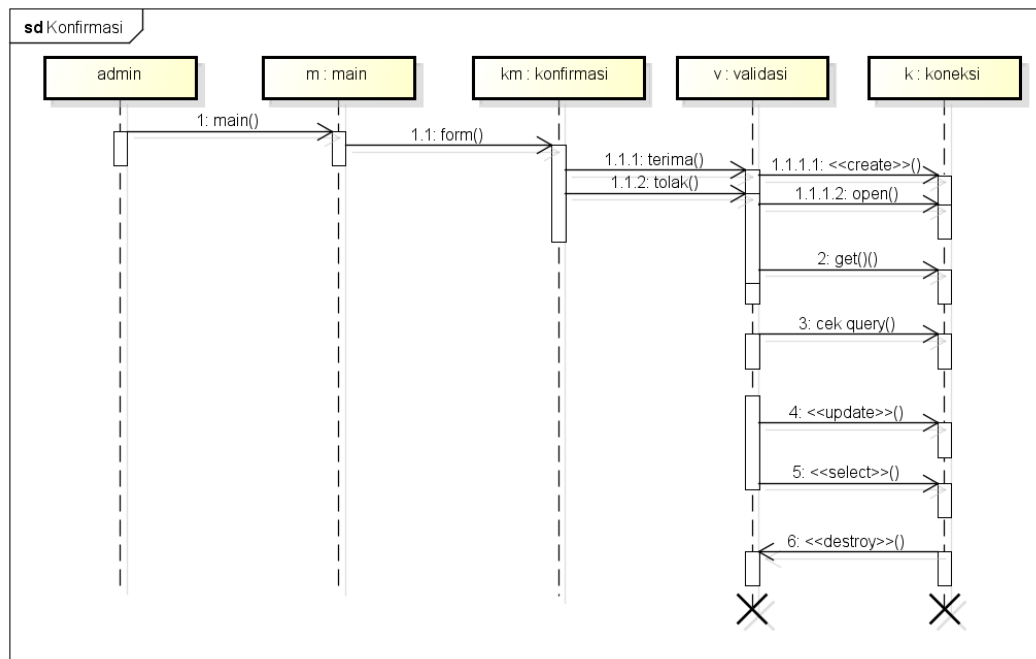 sd Konfirmasi
admin
m : main
km : konfirmasi
v : validasi
k : koneksi
1: main()
1.1: form()
1.1.1: terima()
1.1.1.1: <<create>>()
1.1.2: tolak()
1.1.1.2: open()
2: get()()
3: cek query()
4: <<update>>()
5: <<select>>()
6: <<destroy>>()